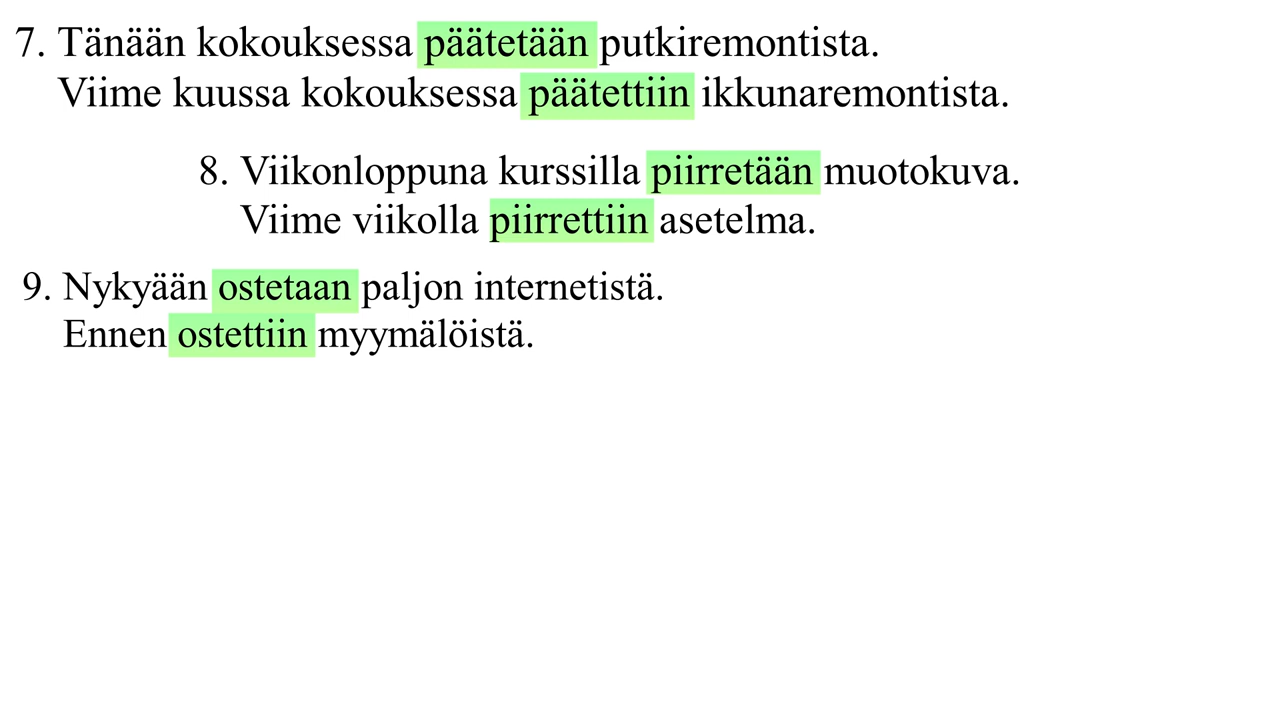 7. Tänään kokouksessa päätetään putkiremontista.
Viime kuussa kokouksessa päätettiin ikkunaremontista.
8. Viikonloppuna kurssilla piirretään muotokuva.
Viime viikolla piirrettiin asetelma.
9. Nykyään ostetaan paljon internetistä.
Ennen ostettiin myymälöistä.